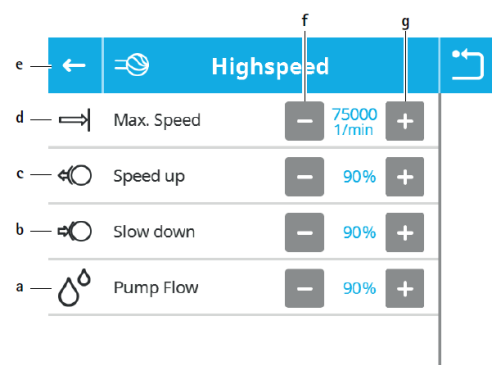 f g
e Highspeed
d Max. Speed 75000
1/min
c Speed up 90%
b Slow down 90%
a Pump Flow 90%